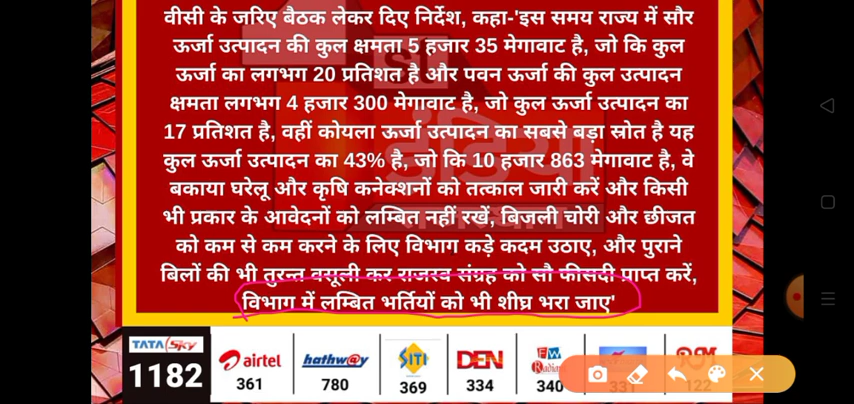 वीसी के जरिए बैठक लेकर दिए निर्देश, कहा-'इस समय राज्य में सौर
ऊर्जा उत्पादन की कुल क्षमता 5 हजार 35 मेगावाट है, जो कि कुल
ऊर्जा का लगभग 20 प्रतिशत है और पवन ऊर्जा की कुल उत्पादन
क्षमता लगभग 4 हजार 300 मेगावाट है, जो कुल ऊर्जा उत्पादन का
17 प्रतिशत है, वहीं कोयला ऊर्जा उत्पादन का सबसे बड़ा स्रोत है यह
कुल ऊर्जा उत्पादन का 43% है, जो कि 10 हजार 863 मेगावाट है, वे
बकाया घरेलू और कृषि कनेक्शनों को तत्काल जारी करें और किसी
भी प्रकार के आवेदनों को लम्बित नहीं रखें, बिजली चोरी और छीजत
को कम से कम करने के लिए विभाग कड़े कदम उठाए, और पुराने
बिलों की भी तुरन्त वसूली कर राजस्व संग्रह को सौ फीसदी प्राप्त करें,
विभाग में लम्बित भर्तियों को भी शीघ्र भरा जाए'
TATA Sky airtel hathw@y SITI DEN
1182 361 780 369 334 340 331 122